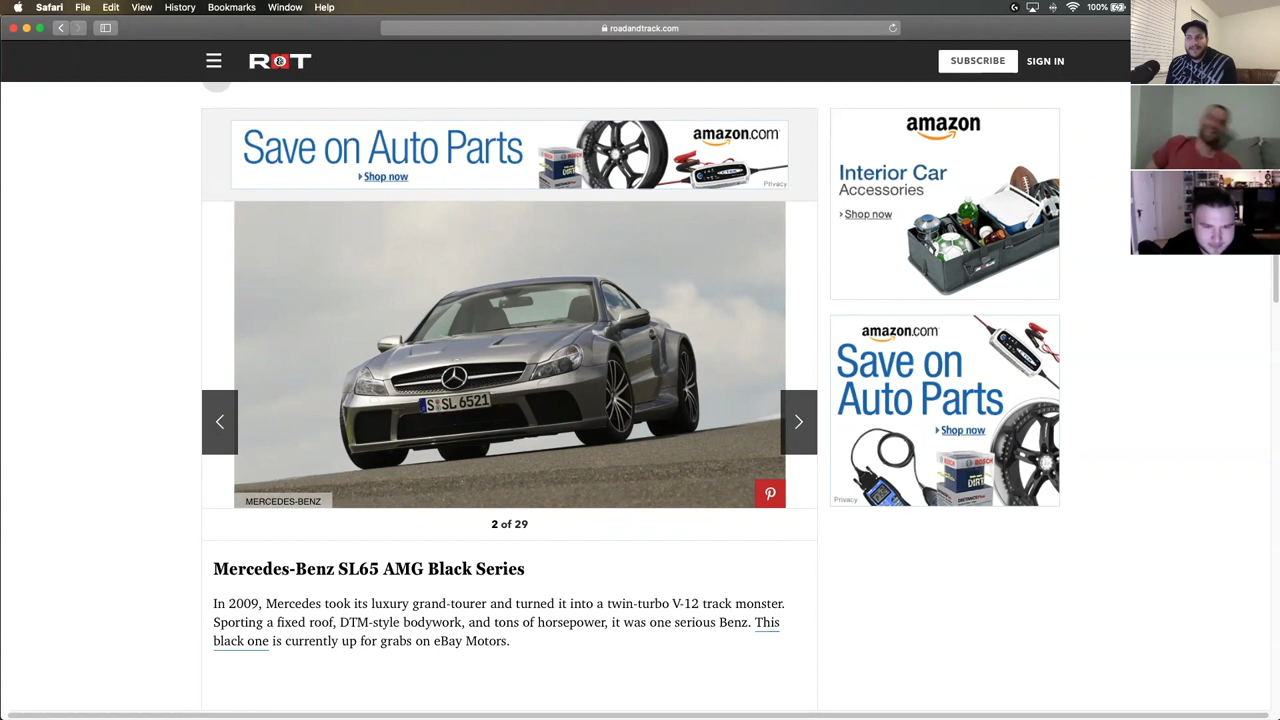 Safari File Edit View History Bookmarks Window Help
100%
roadandtrack.com
R&T
SUBSCRIBE SIGN IN
Save on Auto Parts
Shop now
amazon.com
Privacy
BOSCH
amazon
Interior Car
Accessories
Shop now
S SL 6521
MERCEDES-BENZ
2 of 29
amazon.com
Save on
Auto Parts
Shop now
BOSCH
Privacy
Mercedes-Benz SL65 AMG Black Series
In 2009, Mercedes took its luxury grand-tourer and turned it into a twin-turbo V-12 track monster.
Sporting a fixed roof, DTM-style bodywork, and tons of horsepower, it was one serious Benz. This
black one is currently up for grabs on eBay Motors.